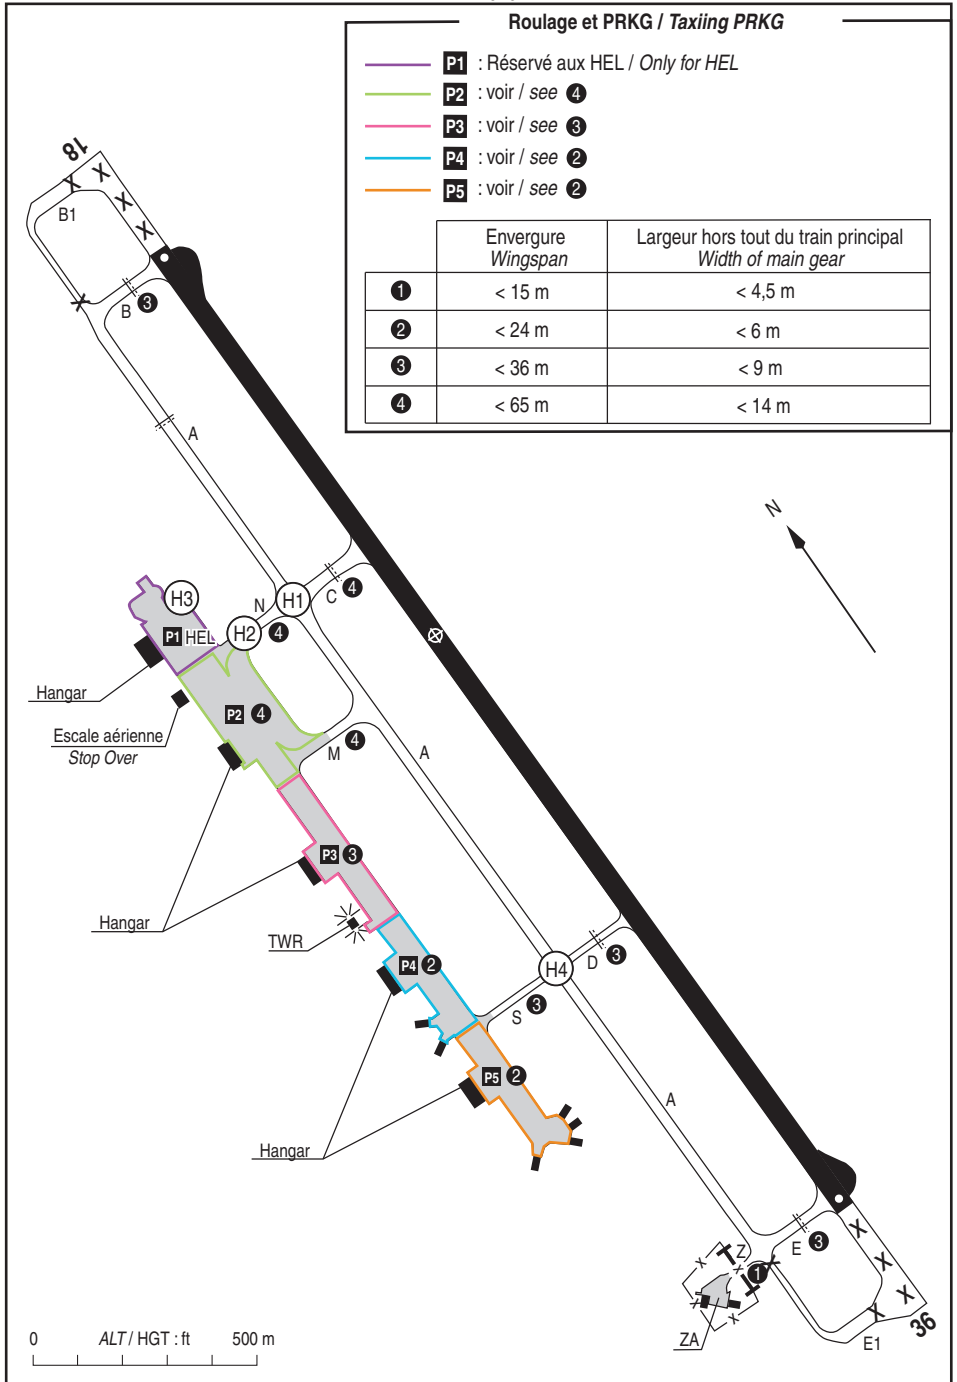 Roulage et PRKG / Taxiing PRKG
P1 : Réservé aux HEL / Only for HEL
P2 : voir / see 4
P3 : voir / see 3
P4 : voir / see 2
P5 : voir / see 2
Envergure Largeur hors tout du train principal
Wingspan Width of main gear
1 < 15 m < 4,5 m
2 < 24 m < 6 m
3 < 36 m < 9 m
4 < 65 m < 14 m
18
X
X
X
X
B1
X
B 3
A
N
H3
N
H1
C 4
H2 4
P1 HEL
Hangar
P2 4
Escale aérienne
Stop Over
M 4
A
P3 3
Hangar
TWR
P4 2
H4
D 3
S 3
P5 2
A
Hangar
X
Z
E 3
X
X
X
1
X
X
X
X
X
X
36
ZA
E1
0 ALT / HGT : ft 500 m